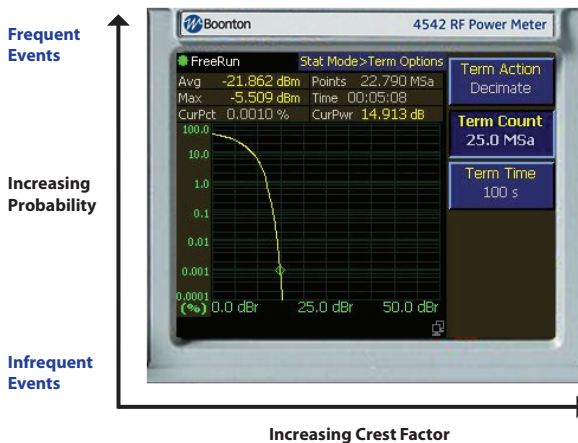 Frequent
Events
Increasing
Probability
Infrequent
Events
Increasing Crest Factor
Boonton
4542 RF Power Meter
FreeRun
Stat Mode>Term Options
Avg -21.862 dBm Points 22.790 MSa
Max -5.509 dBm Time 00:05:08
CurPct 0.0010 % CurPwr 14.913 dB
100.0
10.0
1.0
0.1
0.01
0.001
0.0001
(%) 0.0 dBr 25.0 dBr 50.0 dBr
Term Action
Decimate
Term Count
25.0 MSa
Term Time
100 s